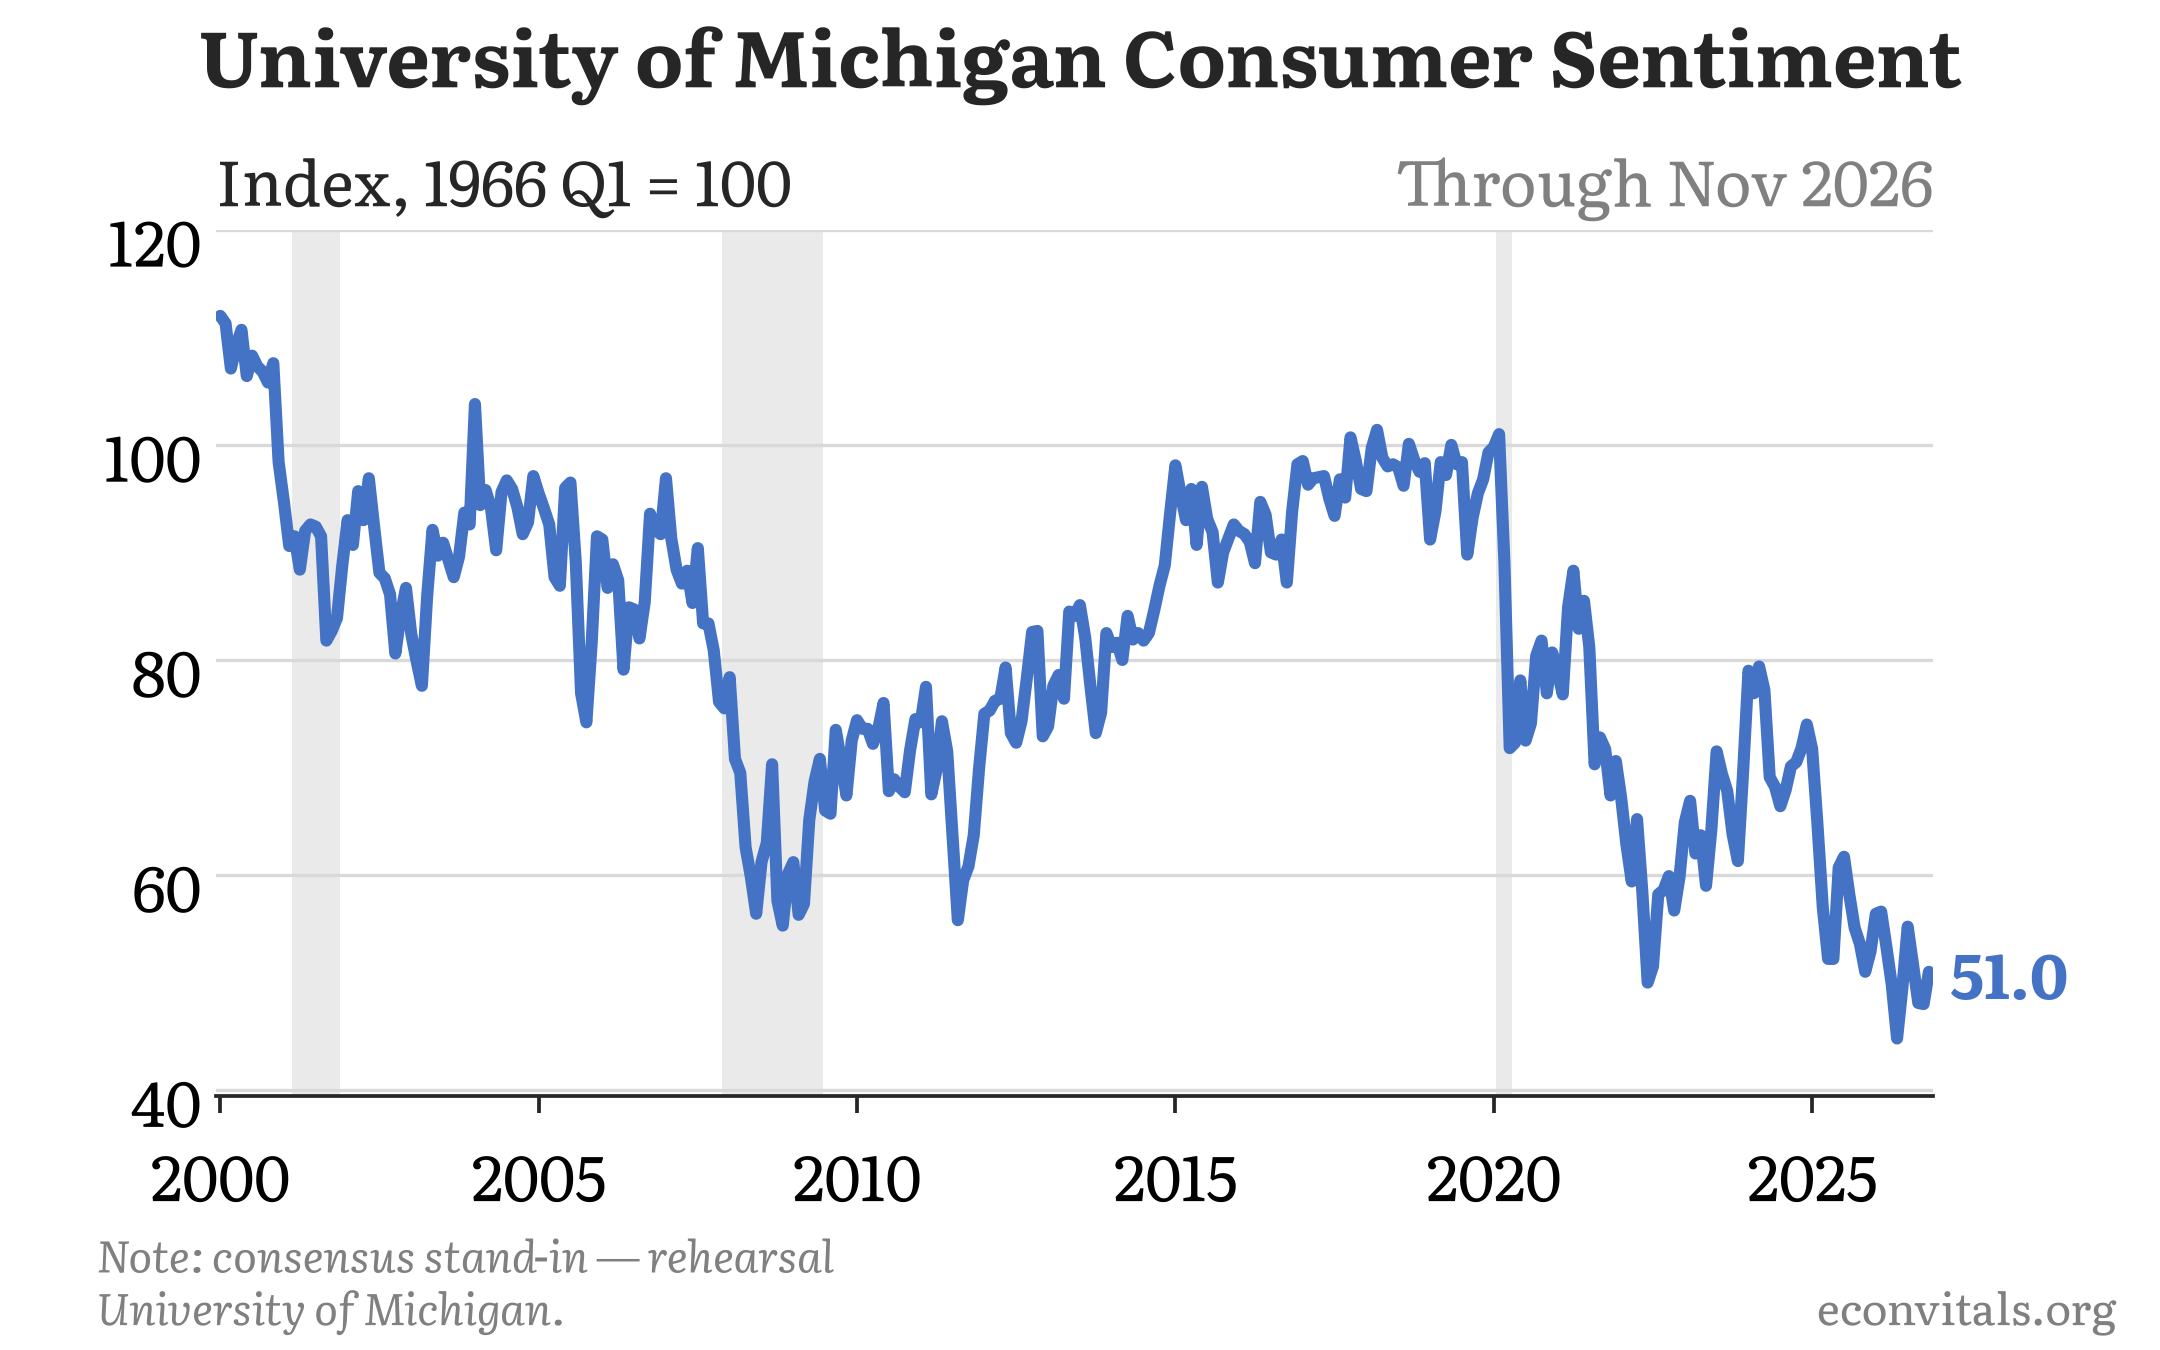 University of Michigan Consumer Sentiment
Index, 1966 Q1 = 100
Through Nov 2026
120
100
80
60
40
51.0
2000 2005 2010 2015 2020 2025
Note: consensus stand-in — rehearsal
University of Michigan.
econvitals.org